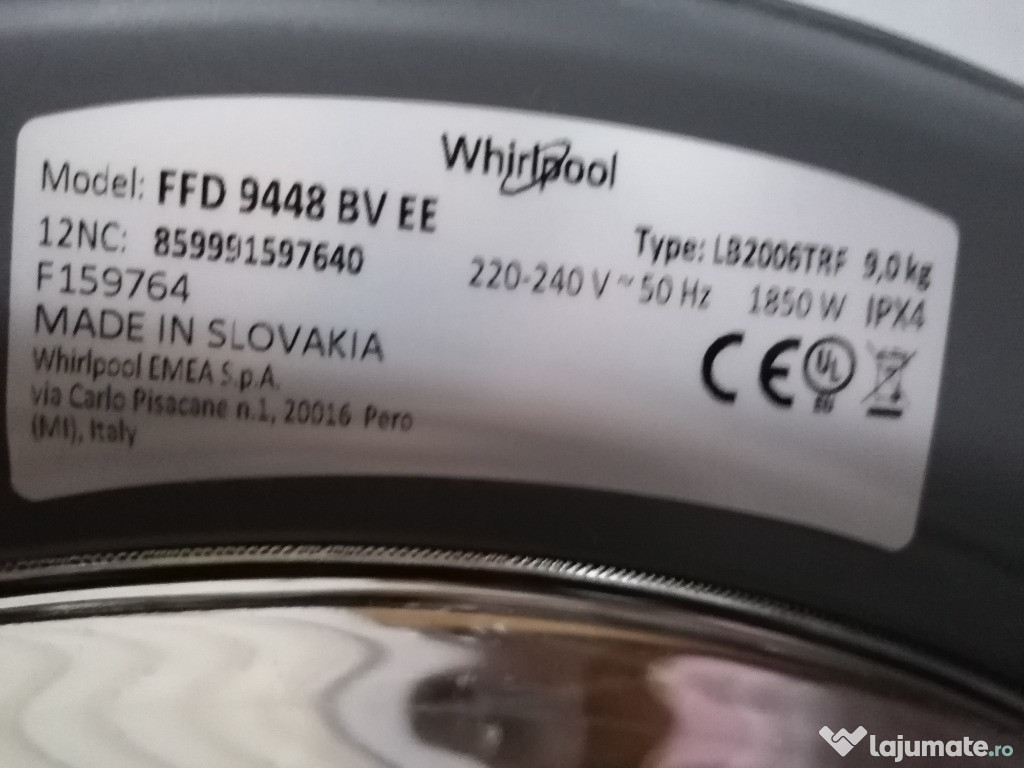 Whirlpool
Model: FFD 9448 BV EE
12NC: 859991597640
F159764
MADE IN SLOVAKIA
Whirlpool EMEA S.p.A.
via Carlo Pisacane n.1, 20016 Pero
(MI), Italy
Type: LB2006TRF 9,0 kg
220-240 V ~ 50 Hz 1850 W IPX4
CE UL
lajumate.ro